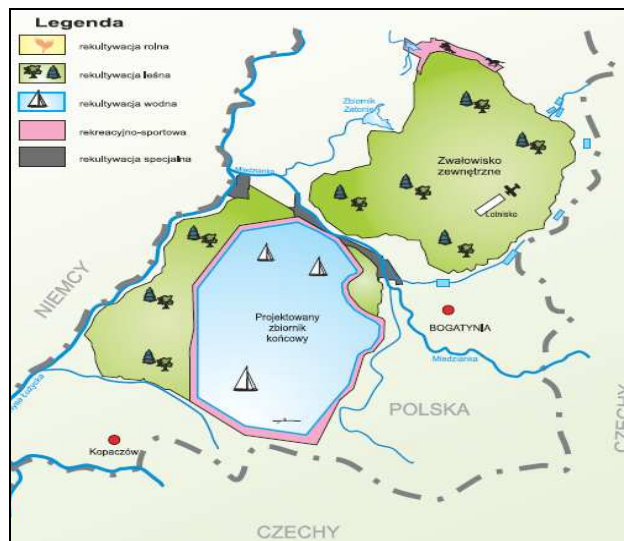 Legenda
rekultywacja rolna
rekultywacja leśna
rekultywacja wodna
rekreacyjno-sportowa
rekultywacja specjalna
Zbiornik
Zatonie
Miedzianka
Zwałowisko
zewnętrzne
Lotnisko
NIEMCY
Projektowany
zbiornik
końcowy
BOGATYNIA
Miedzianka
POLSKA
CZECHY
Łużycka
Kopaczów
CZECHY